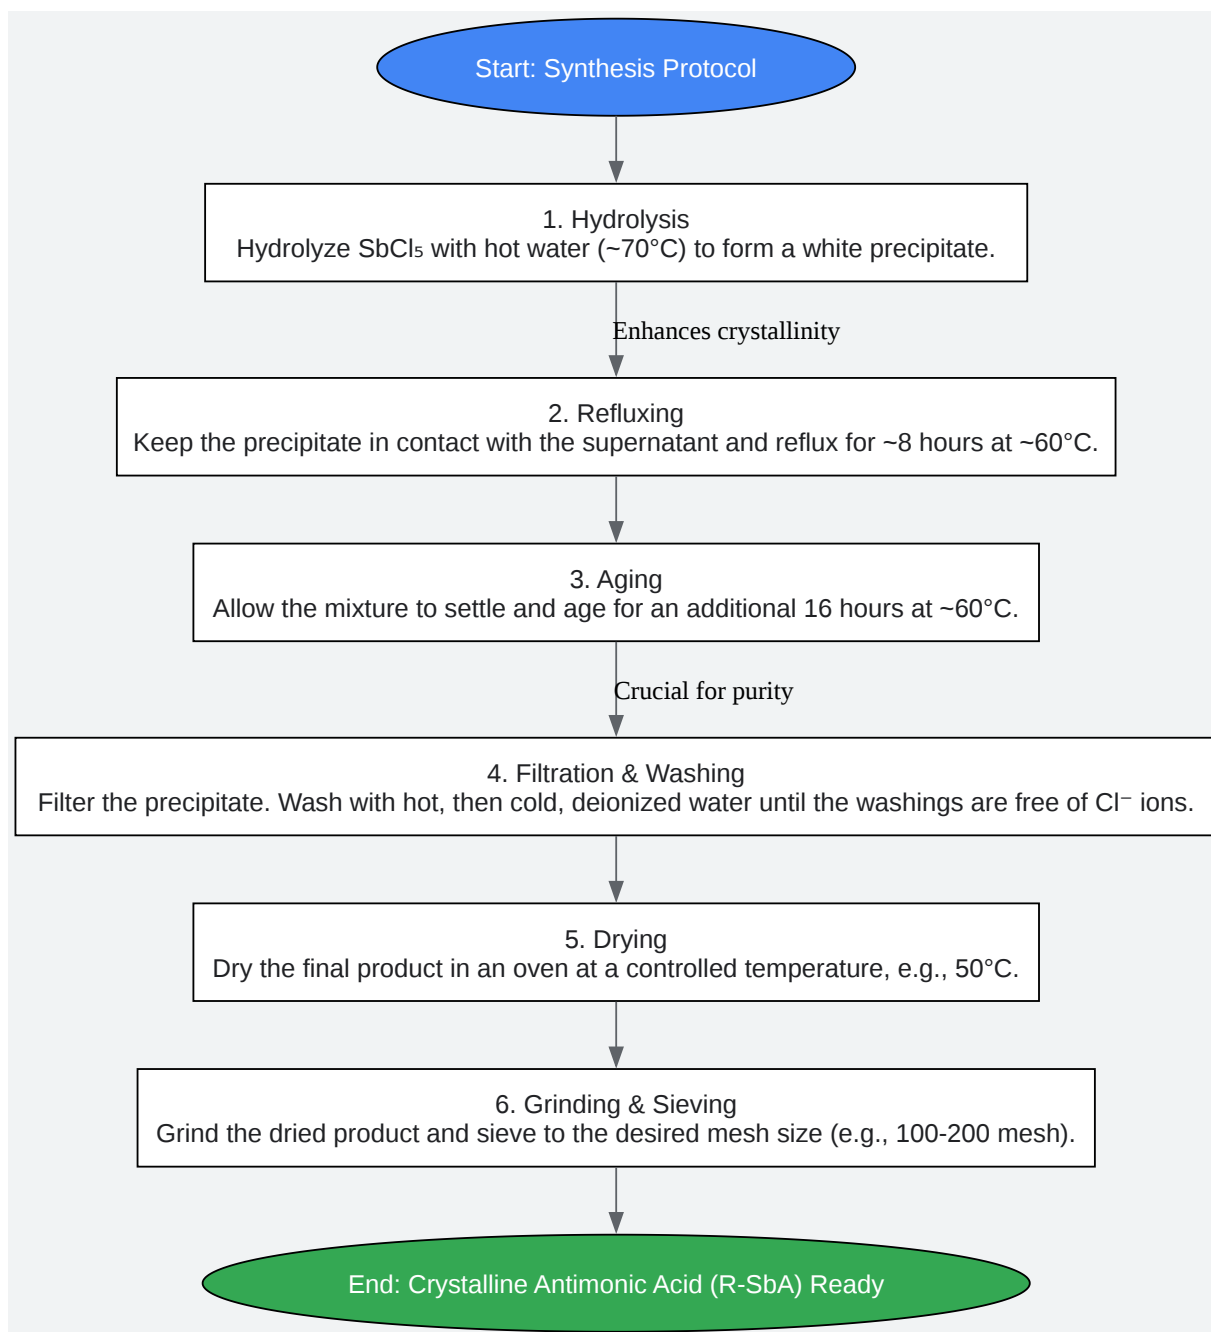 Start: Synthesis Protocol
1. Hydrolysis
Hydrolyze SbCl₅ with hot water (~70°C) to form a white precipitate.
Enhances crystallinity
2. Refluxing
Keep the precipitate in contact with the supernatant and reflux for ~8 hours at ~60°C.
3. Aging
Allow the mixture to settle and age for an additional 16 hours at ~60°C.
Crucial for purity
4. Filtration & Washing
Filter the precipitate. Wash with hot, then cold, deionized water until the washings are free of Cl⁻ ions.
5. Drying
Dry the final product in an oven at a controlled temperature, e.g., 50°C.
6. Grinding & Sieving
Grind the dried product and sieve to the desired mesh size (e.g., 100-200 mesh).
End: Crystalline Antimonic Acid (R-SbA) Ready